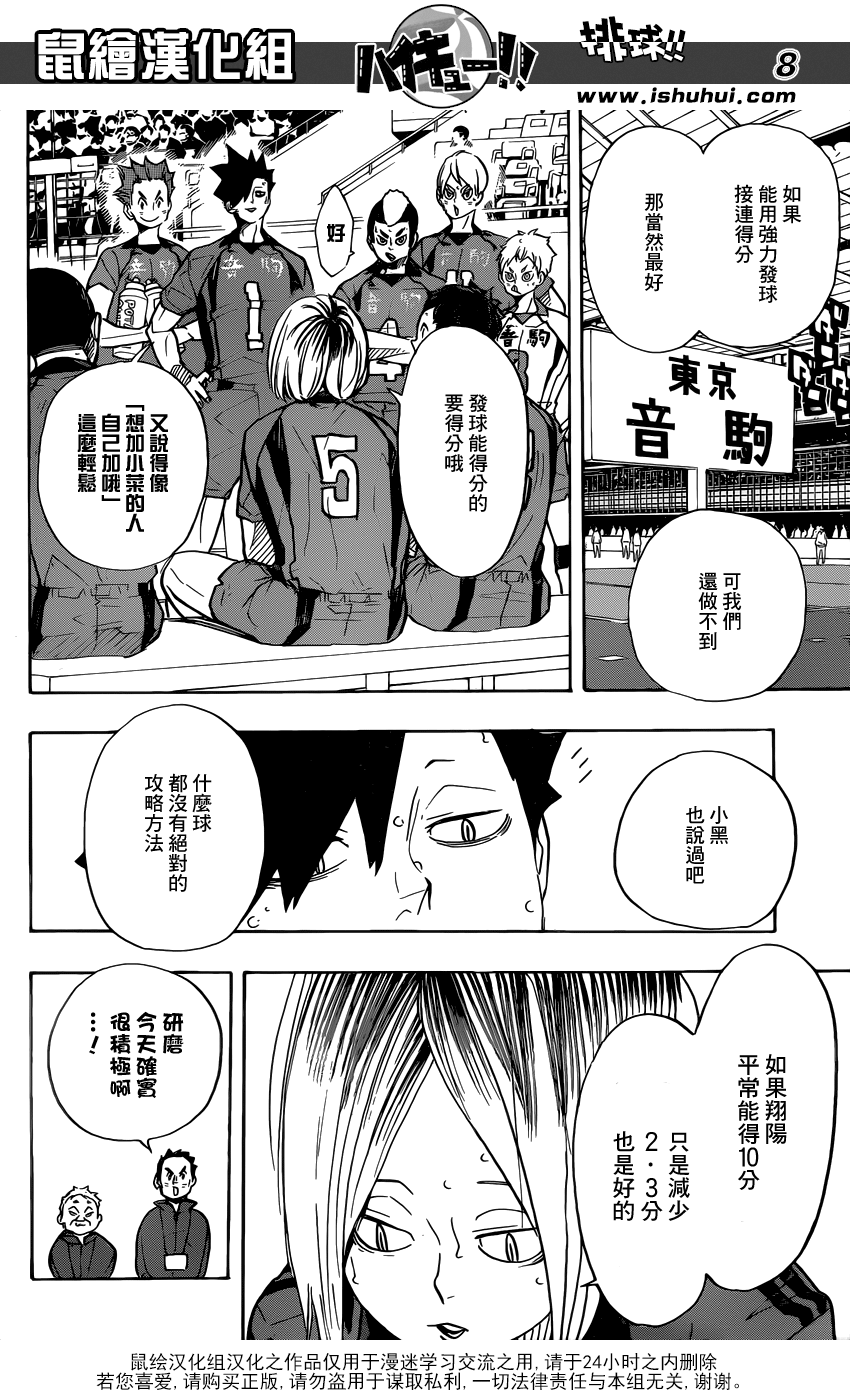 鼠繪漢化組
ハイキュー!!
排球!!
8
www.ishuhui.com
如果
能用強力發球
接連得分
那當然最好
東京
音駒
可我們
還做不到
好
音駒
1
音駒
音駒
POT
5
發球能得分的
要得分哦
又說得像
「想加小菜的人
自己加哦」
這麼輕鬆
小黑
也說過吧
什麼球
都沒有絕對的
攻略方法
如果翔陽
平常能得10分
只是減少
2・3分
也是好的
研磨
今天確實
很積極啊
…！
鼠绘汉化组汉化之作品仅用于漫迷学习交流之用, 请于24小时之内删除
若您喜爱, 请购买正版, 请勿盗用于谋取私利, 一切法律责任与本组无关, 谢谢。